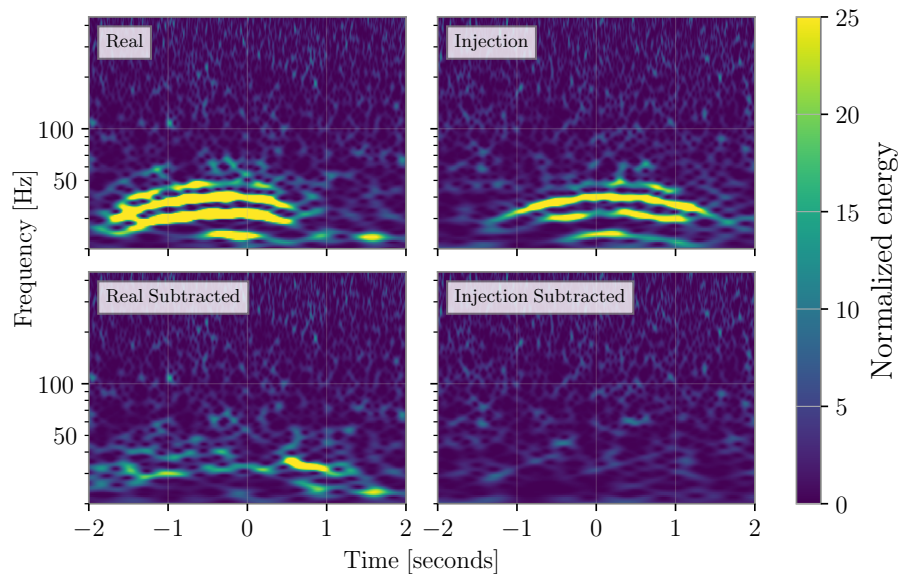 Real
Injection
Real Subtracted
Injection Subtracted
100
50
100
50
Frequency [Hz]
−2
−1
0
1
2
−2
−1
0
1
2
Time [seconds]
25
20
15
10
5
0
Normalized energy